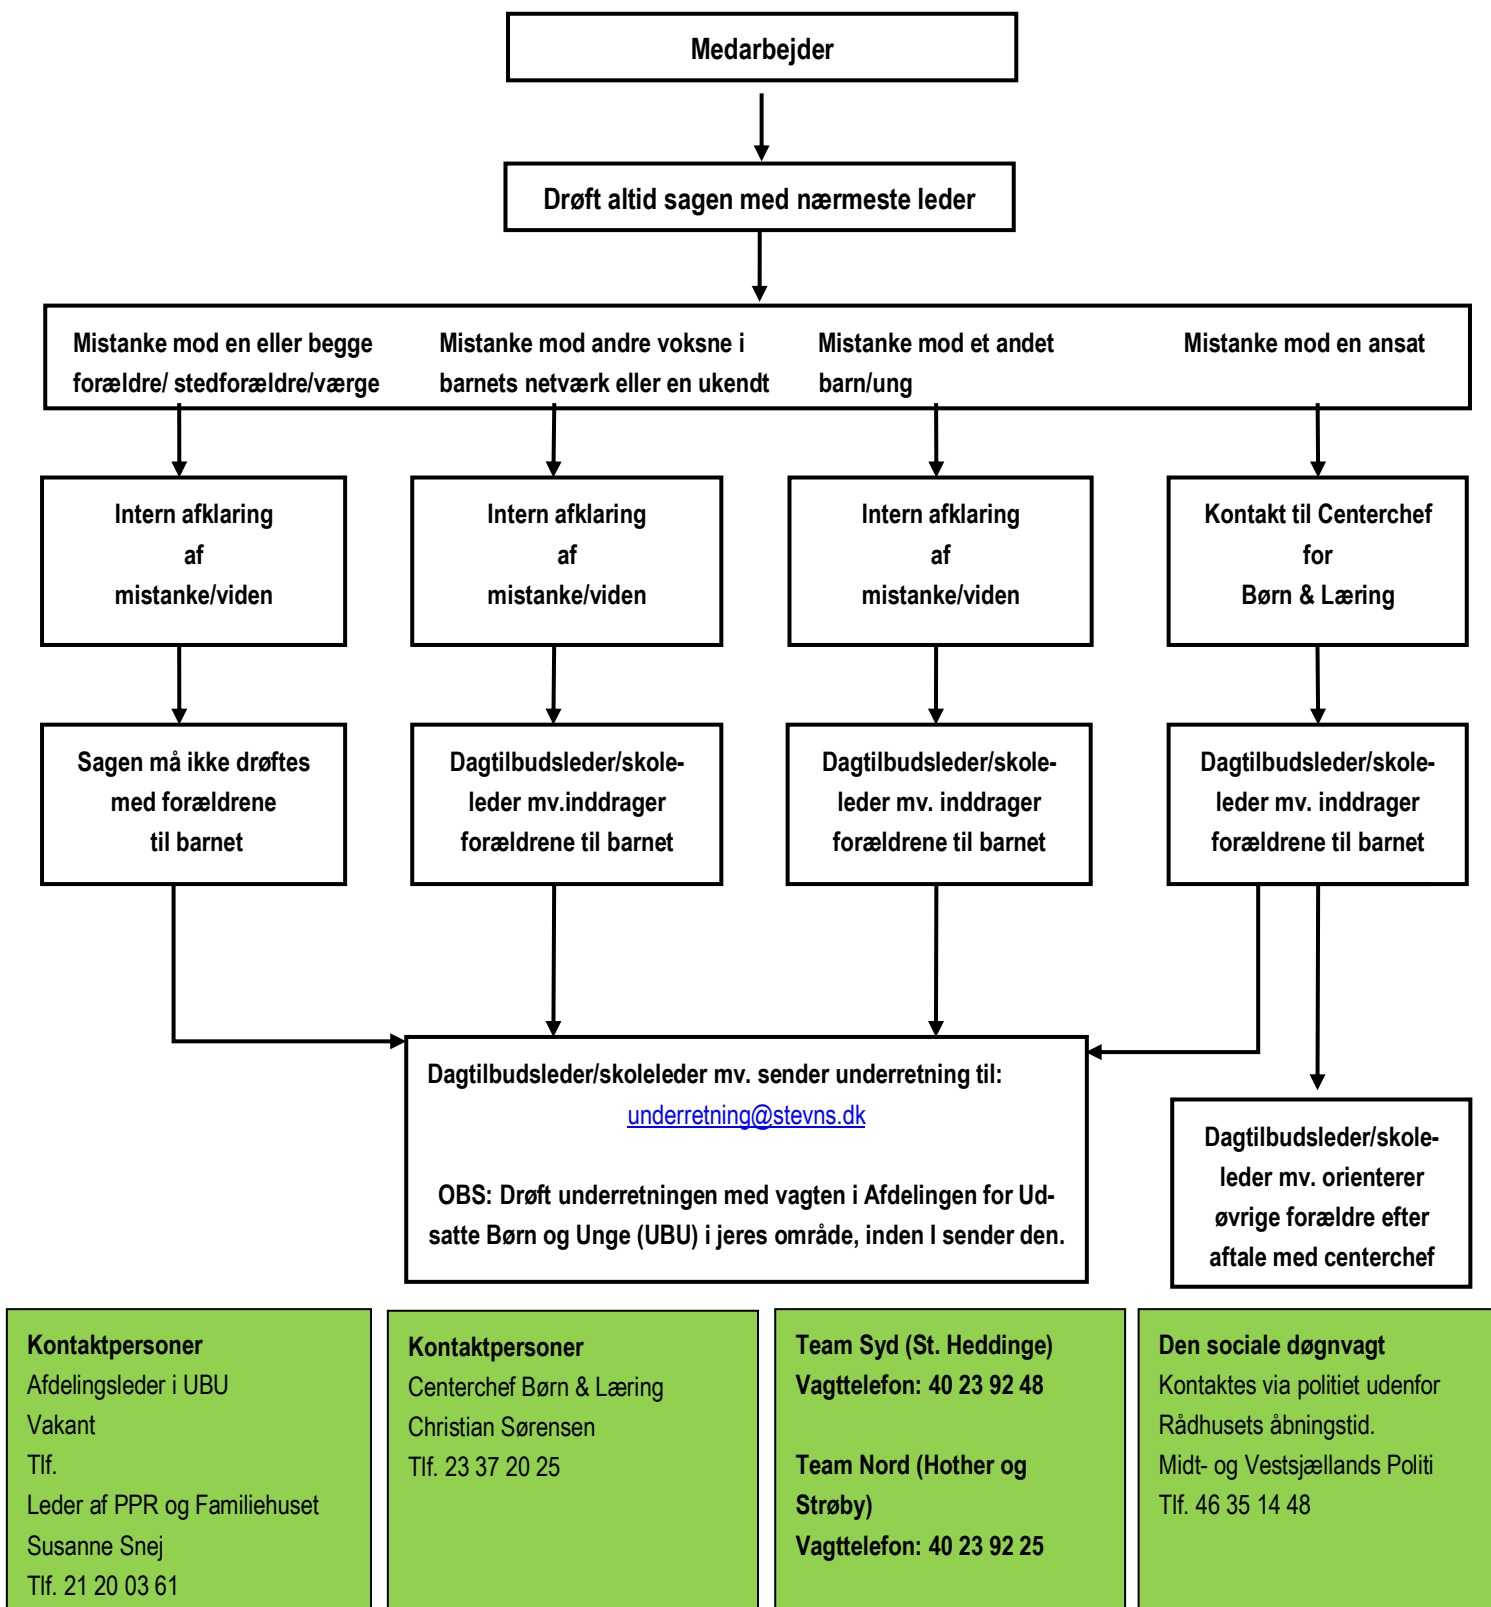 Medarbejder
Drøft altid sagen med nærmeste leder
Mistanke mod en eller begge
forældre/ stedforældre/værge
Mistanke mod andre voksne i
barnets netværk eller en ukendt
Mistanke mod et andet
barn/ung
Mistanke mod en ansat
Intern afklaring
af
mistanke/viden
Intern afklaring
af
mistanke/viden
Intern afklaring
af
mistanke/viden
Kontakt til Centerchef
for
Børn & Læring
Sagen må ikke drøftes
med forældrene
til barnet
Dagtilbudsleder/skole-
leder mv.inddrager
forældrene til barnet
Dagtilbudsleder/skole-
leder mv. inddrager
forældrene til barnet
Dagtilbudsleder/skole-
leder mv. inddrager
forældrene til barnet
Dagtilbudsleder/skoleleder mv. sender underretning til:
underretning@stevns.dk
OBS: Drøft underretningen med vagten i Afdelingen for Ud-
satte Børn og Unge (UBU) i jeres område, inden I sender den.
Dagtilbudsleder/skole-
leder mv. orienterer
øvrige forældre efter
aftale med centerchef
Kontaktpersoner
Afdelingsleder i UBU
Vakant
Tlf.
Leder af PPR og Familiehuset
Susanne Snej
Tlf. 21 20 03 61
Kontaktpersoner
Centerchef Børn & Læring
Christian Sørensen
Tlf. 23 37 20 25
Team Syd (St. Heddinge)
Vagttelefon: 40 23 92 48
Team Nord (Hother og
Strøby)
Vagttelefon: 40 23 92 25
Den sociale døgnvagt
Kontaktes via politiet udenfor
Rådhusets åbningstid.
Midt- og Vestsjællands Politi
Tlf. 46 35 14 48